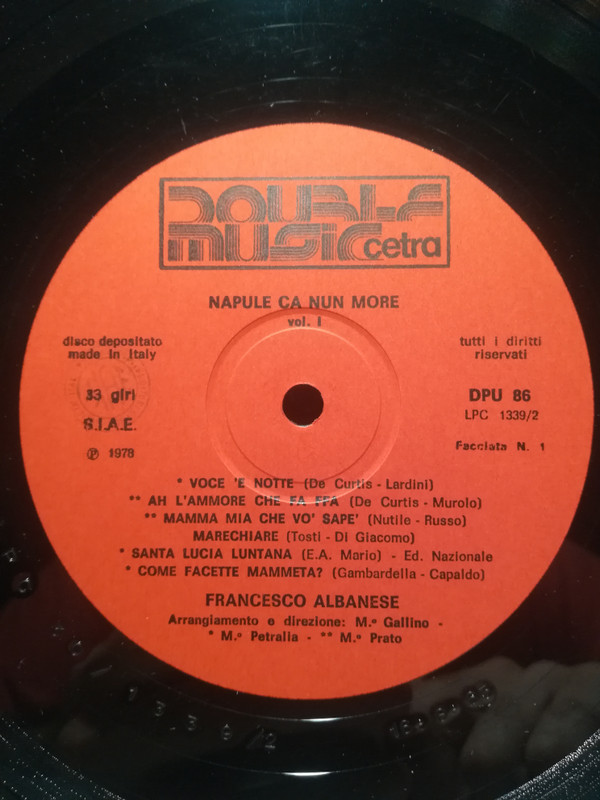 DOUBLE
MUSIC cetra
NAPULE CA NUN MORE
vol. I
disco depositato
made in Italy
tutti i diritti
riservati
33 giri
S.I.A.E.
℗ 1978
DPU 86
LPC 1339/2
Facciata N. 1
* VOCE 'E NOTTE (De Curtis - Lardini)
** AH L'AMMORE CHE FA FFÀ (De Curtis - Murolo)
** MAMMA MIA CHE VO' SAPE' (Nutile - Russo)
MARECHIARE (Tosti - Di Giacomo)
* SANTA LUCIA LUNTANA (E.A. Mario) - Ed. Nazionale
* COME FACETTE MAMMETA? (Gambardella - Capaldo)
FRANCESCO ALBANESE
Arrangiamento e direzione: M.o Gallino -
* M.o Petralia - ** M.o Prato
1339/2